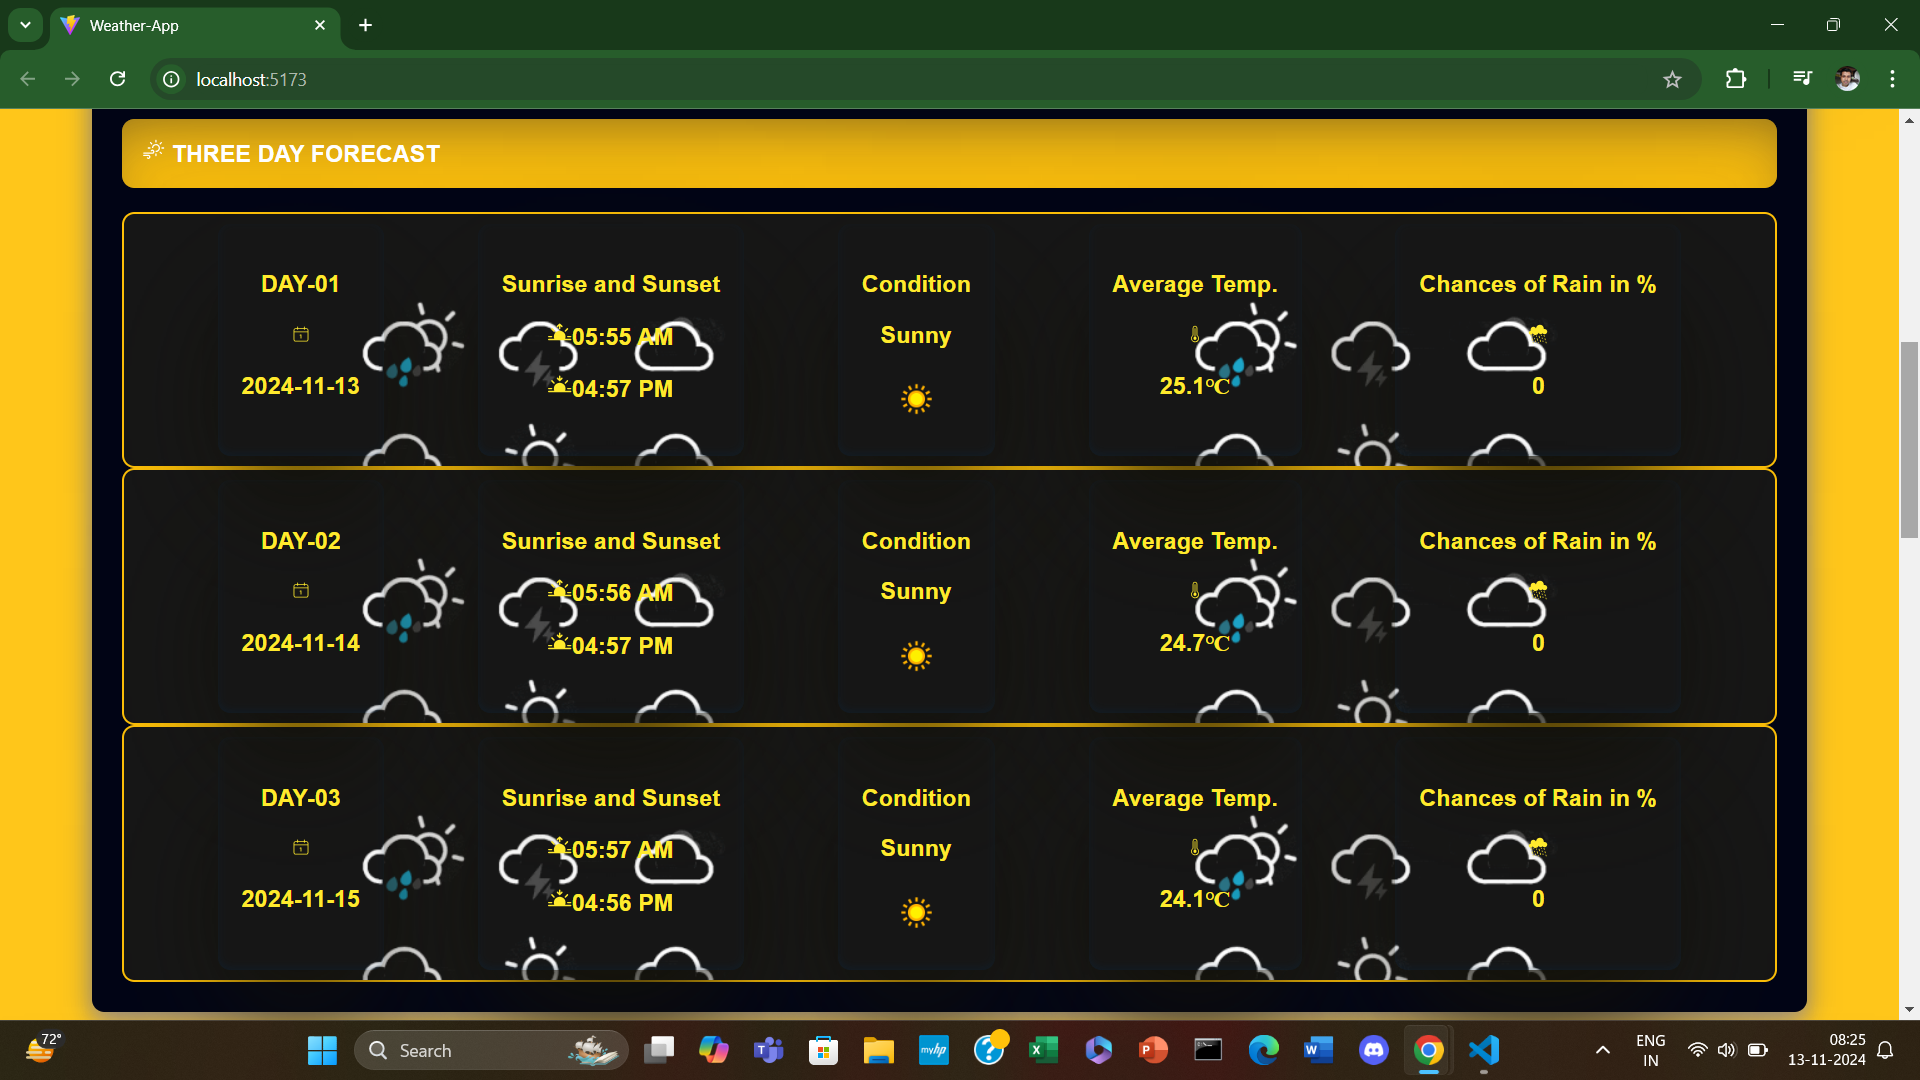 Weather-App
localhost:5173
THREE DAY FORECAST
DAY-01
Sunrise and Sunset
Condition
Average Temp.
Chances of Rain in %
05:55 AM
Sunny
2024-11-13
04:57 PM
25.1℃
0
DAY-02
Sunrise and Sunset
Condition
Average Temp.
Chances of Rain in %
05:56 AM
Sunny
2024-11-14
04:57 PM
24.7℃
0
DAY-03
Sunrise and Sunset
Condition
Average Temp.
Chances of Rain in %
05:57 AM
Sunny
2024-11-15
04:56 PM
24.1℃
0
72°
Search
myhp
ENG
IN
08:25
13-11-2024